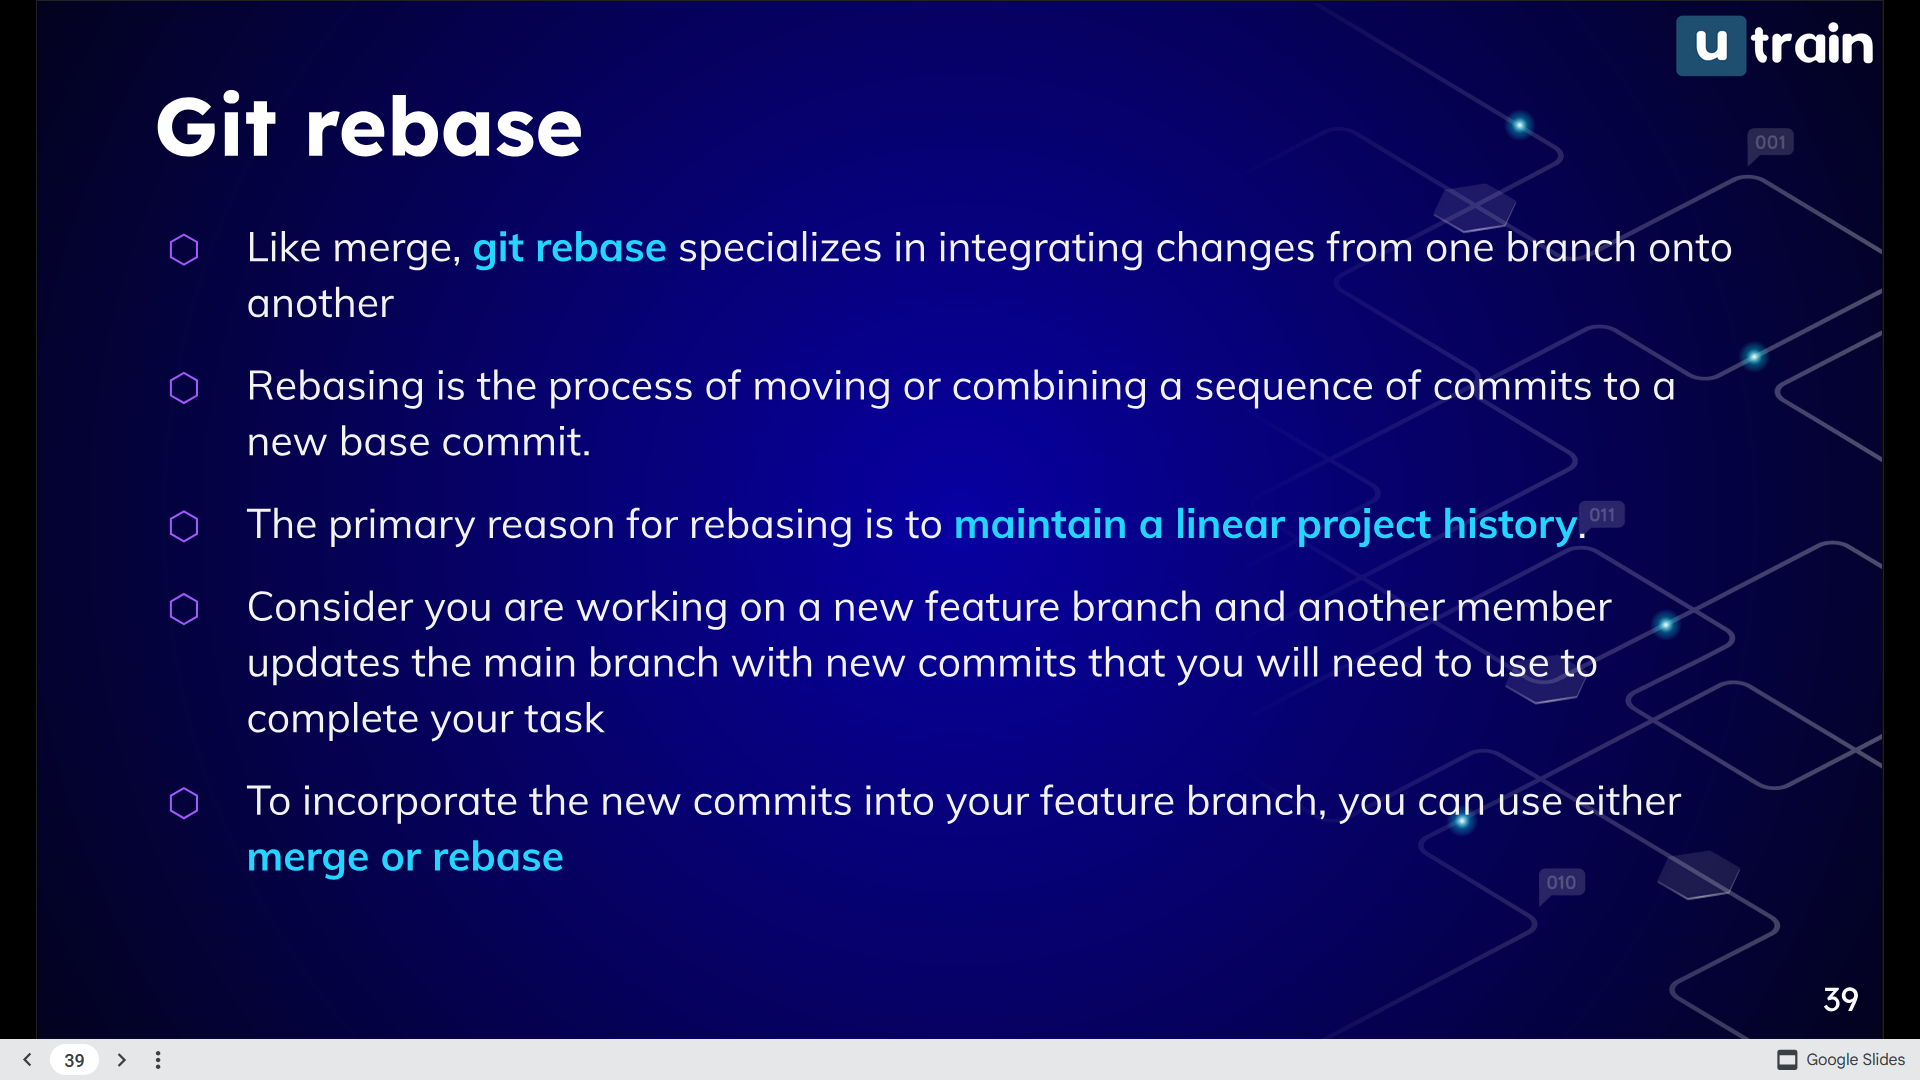 u train
Git rebase
001
Like merge, git rebase specializes in integrating changes from one branch onto
another
Rebasing is the process of moving or combining a sequence of commits to a
new base commit.
The primary reason for rebasing is to maintain a linear project history.
011
Consider you are working on a new feature branch and another member
updates the main branch with new commits that you will need to use to
complete your task
To incorporate the new commits into your feature branch, you can use either
merge or rebase
010
39
39
Google Slides